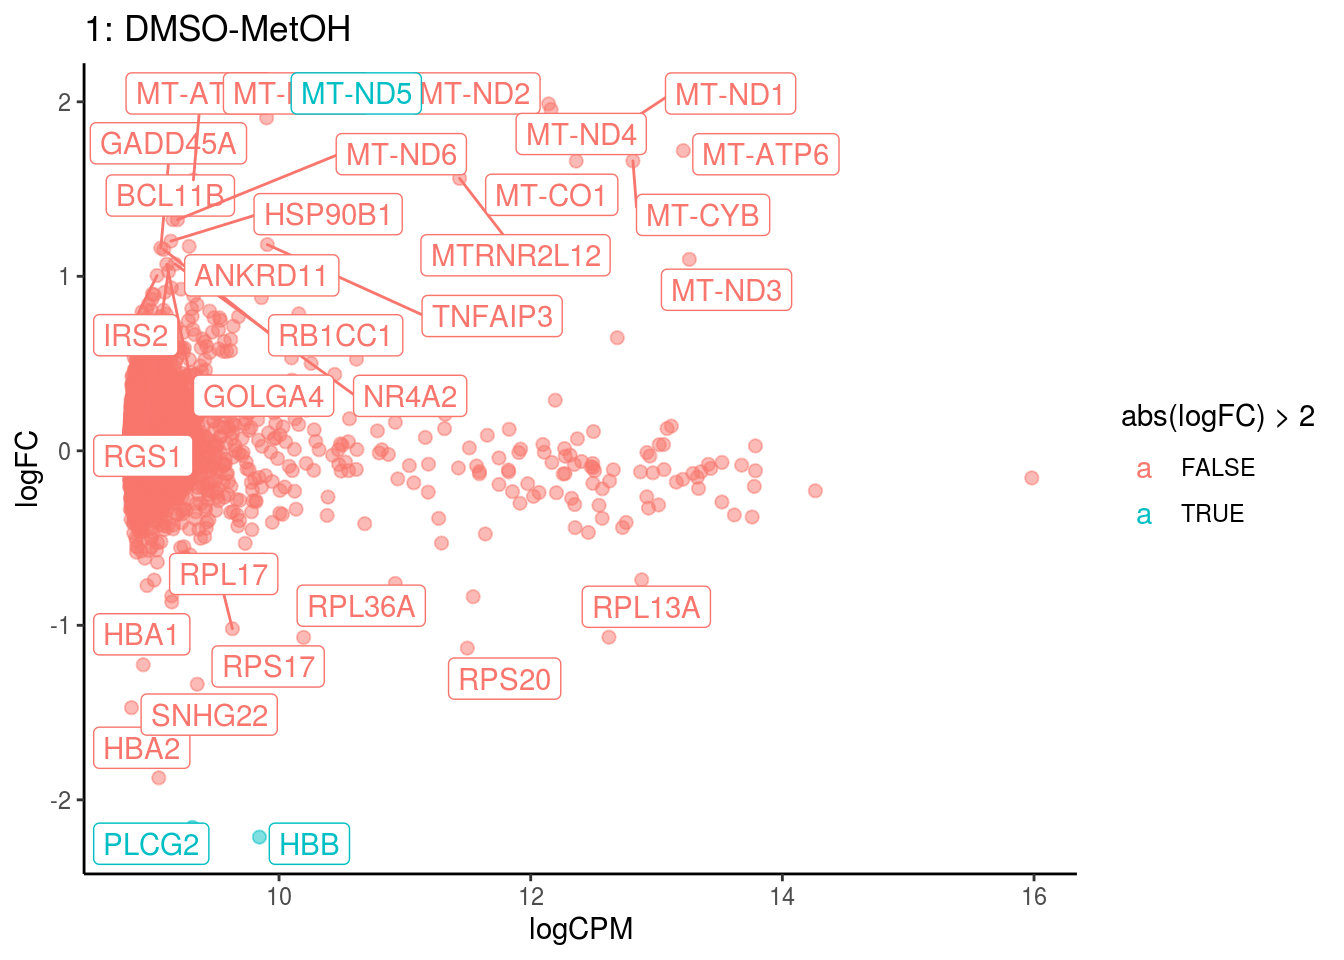 1: DMSO-MetOH
MT-AT
MT-
MT-ND5
MT-ND2
MT-ND1
MT-ND4
GADD45A
MT-ND6
MT-ATP6
BCL11B
MT-CO1
HSP90B1
MT-CYB
MTRNR2L12
ANKRD11
MT-ND3
TNFAIP3
IRS2
RB1CC1
GOLGA4
NR4A2
RGS1
RPL17
RPL36A
RPL13A
HBA1
RPS17
RPS20
SNHG22
HBA2
PLCG2
HBB
2
1
0
-1
-2
logFC
10
12
14
16
logCPM
abs(logFC) > 2
a FALSE
a TRUE